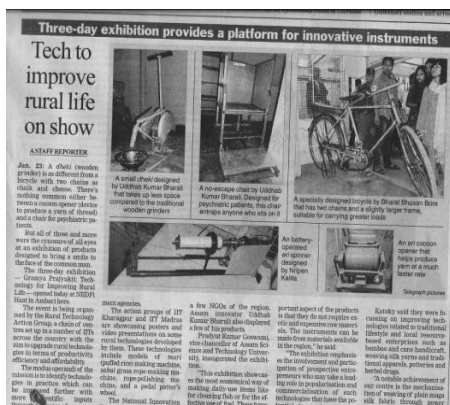 Three-day exhibition provides a platform for innovative instruments
Tech to
improve
rural life
on show
A STAFF REPORTER
Jan. 23: A dheki (wooden
grinder) is as different from a
bicycle with two chains as
chalk and cheese. There's
nothing common either be-
tween a cocoon opener (device
to produce a yarn of thread)
and a chair for psychiatric pa-
tients.
But all of these and more
were the cynosure of all eyes
at an exhibition of products
designed to bring a smile to
the face of the common man.
The three-day exhibition
— Gramya Prajyukti: Tech-
nology for Improving Rural
Life — opened today at NEDFi
Haat in Ambari here.
The event is being organ-
ised by the Rural Technology
Action Group, a chain of cen-
tres set up in a number of IITs
across the country with the
aim to upgrade rural technolo-
gies in terms of productivity,
efficiency and affordability.
The modus operandi of the
mission is to identify technolo-
gies in practice which can
be improved further with
more inputs
A small dheki designed
by Uddhab Kumar Bharali
that takes up less space
compared to the traditional
wooden grinders
A no-escape chair by Uddhab
Kumar Bharali. Designed for
psychiatric patients, this chair
entraps anyone who sits on it
A specially designed bicycle by Bharat Bhusan Bora
that has two chains and a slightly larger frame,
suitable for carrying greater loads
An battery-
operated
eri spinner
designed
by Nripen
Kalita
An eri cocoon
opener that
helps produce
yarn at a much
faster rate
Telegraph pictures
ment agencies.
The action groups of IIT
Kharagpur and IIT Madras
are showcasing posters and
video presentations on some
rural technologies developed
by them. These technologies
include models of muri
(puffed rice) making machine,
sabai grass rope-making ma-
chine, rope-polishing ma-
chine, and a pedal potter's
wheel.
The National Innovation
a few NGOs of the region.
Assam innovator Uddhab
Kumar Bharali also displayed
a few of his products.
Pradyut Kumar Goswami,
vice-chancellor of Assam Sci-
ence and Technology Univer-
sity, inaugurated the exhibi-
tion.
"This exhibition showcas-
es the most economical way of
making daily-use items like
for cleaning fish or for the ef-
portant aspect of the products
is that they do not require ex-
otic and expensive raw materi-
als. The instruments can be
made from materials available
in the region," he said.
"The exhibition emphasis-
es the involvement and partic-
ipation of prospective entre-
preneurs who may take a lead-
ing role in popularisation and
commercialisation of such
technologies that have the po-
Katoky said they were fo-
cussing on improving tech-
nologies related to traditional
lifestyle and local resource-
based enterprises such as
bamboo and cane handicraft,
weaving silk yarns and tradi-
tional apparels, potteries and
herbal drugs.
"A notable achievement of
our centre is the mechanisa-
tion of weaving of plain muga
silk fabric through power